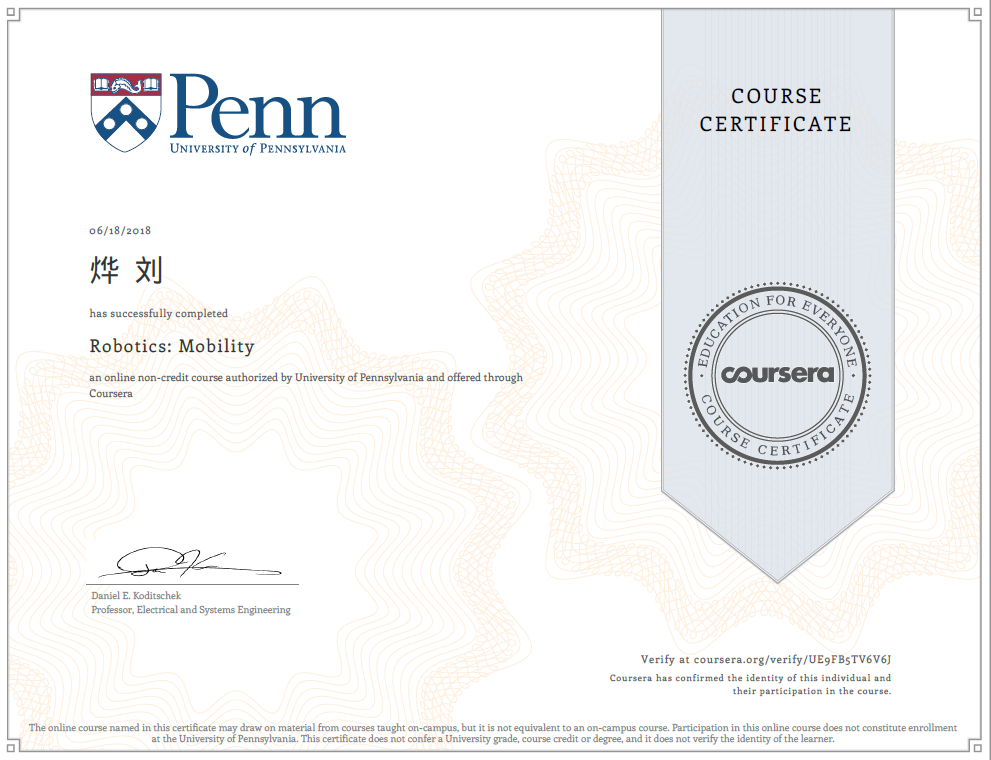 Penn
UNIVERSITY of PENNSYLVANIA
COURSE
CERTIFICATE
06/18/2018
烨 刘
has successfully completed
Robotics: Mobility
an online non-credit course authorized by University of Pennsylvania and offered through
Coursera
EDUCATION FOR EVERYONE
coursera
COURSE CERTIFICATE
Daniel E. Koditschek
Professor, Electrical and Systems Engineering
Verify at coursera.org/verify/UE9FB5TV6V6J
Coursera has confirmed the identity of this individual and
their participation in the course.
The online course named in this certificate may draw on material from courses taught on-campus, but it is not equivalent to an on-campus course. Participation in this online course does not constitute enrollment
at the University of Pennsylvania. This certificate does not confer a University grade, course credit or degree, and it does not verify the identity of the learner.